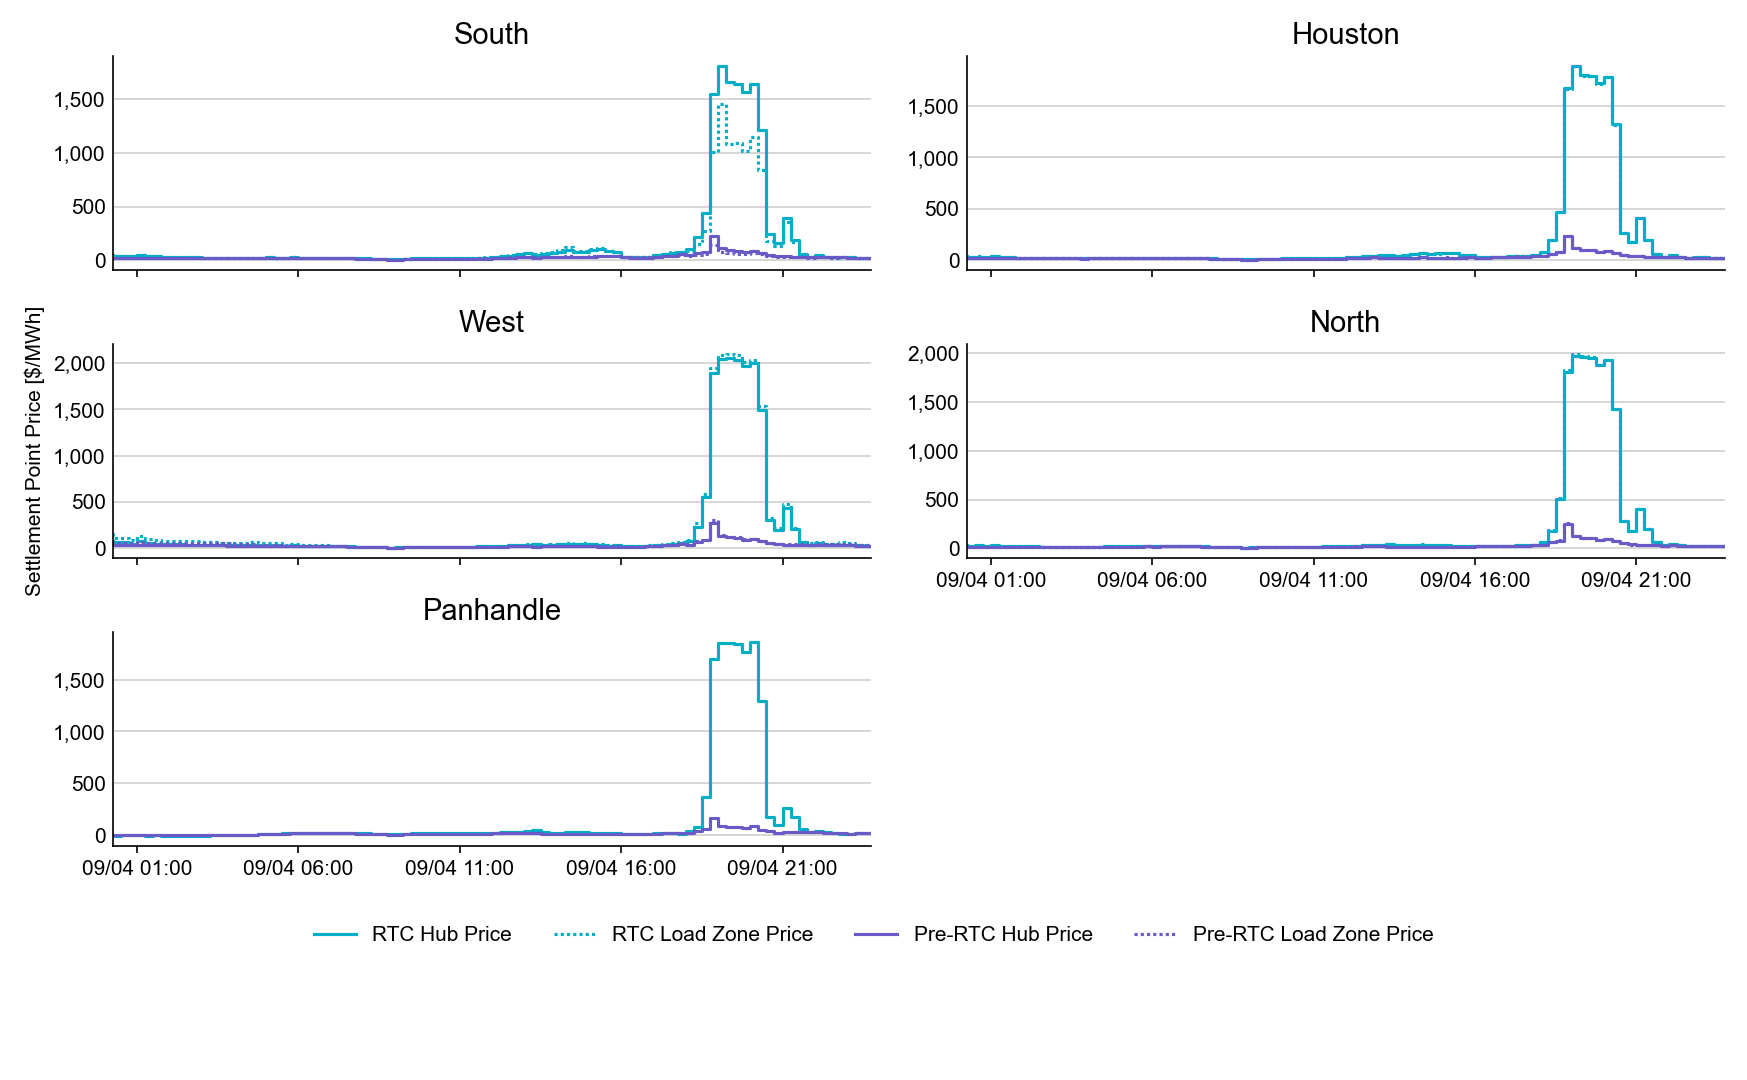 South
Houston
1,500
1,000
500
0
1,500
1,000
500
0
Settlement Point Price [$/MWh]
West
North
2,000
1,500
1,000
500
0
2,000
1,500
1,000
500
0
09/04 01:00 09/04 06:00 09/04 11:00 09/04 16:00 09/04 21:00
Panhandle
1,500
1,000
500
0
09/04 01:00 09/04 06:00 09/04 11:00 09/04 16:00 09/04 21:00
RTC Hub Price RTC Load Zone Price Pre-RTC Hub Price Pre-RTC Load Zone Price